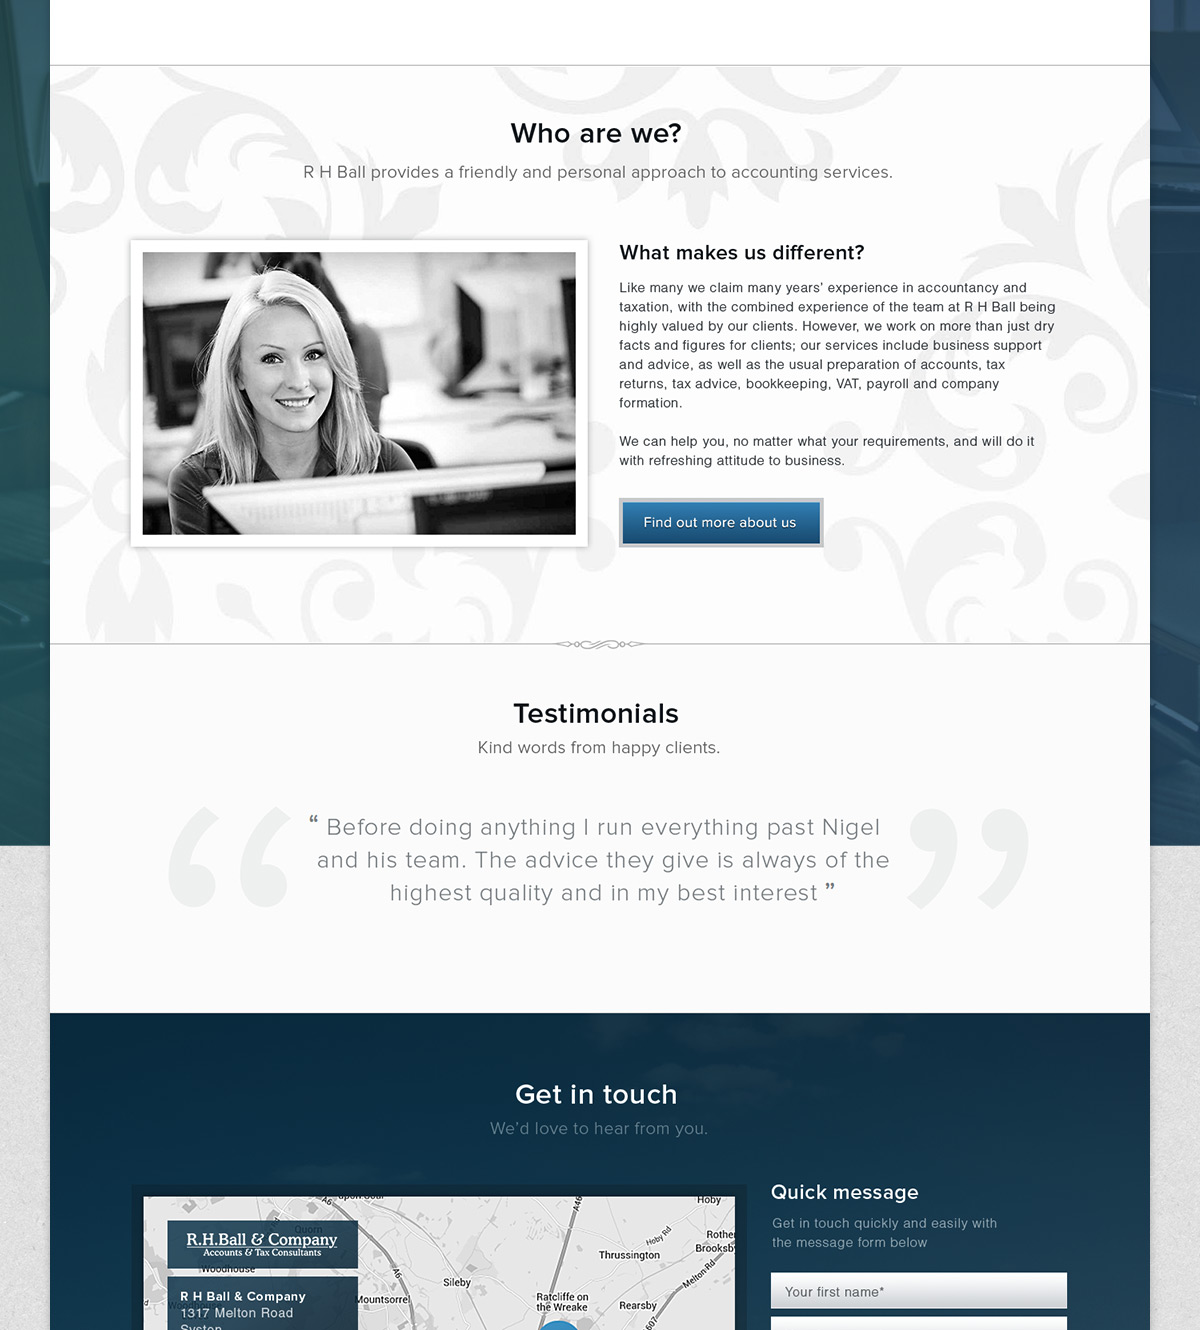 Who are we?
R H Ball provides a friendly and personal approach to accounting services.
What makes us different?
Like many we claim many years' experience in accountancy and
taxation, with the combined experience of the team at R H Ball being
highly valued by our clients. However, we work on more than just dry
facts and figures for clients; our services include business support
and advice, as well as the usual preparation of accounts, tax
returns, tax advice, bookkeeping, VAT, payroll and company
formation.
We can help you, no matter what your requirements, and will do it
with refreshing attitude to business.
Find out more about us
Testimonials
Kind words from happy clients.
“ Before doing anything I run everything past Nigel
and his team. The advice they give is always of the
highest quality and in my best interest ”
Get in touch
We'd love to hear from you.
R.H.Ball & Company
Accounts & Tax Consultants
R H Ball & Company
1317 Melton Road
Syston
Quorn
Woodhouse
A6
A6
Mountsorrel
Sileby
A46
Thrussington
Ratcliffe on
the Wreake
Rearsby
Hoby
Hoby Rd
Melton Rd
607
Quick message
Get in touch quickly and easily with
the message form below
Your first name*